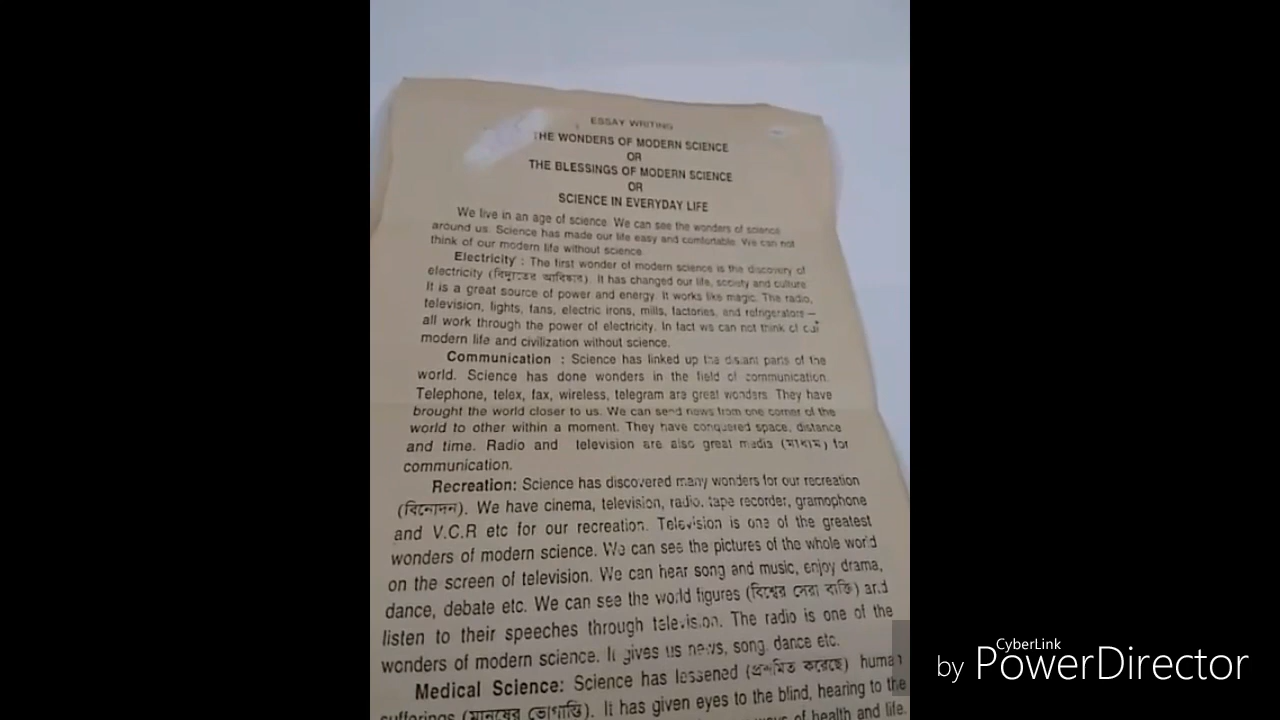 ESSAY WRITING
THE WONDERS OF MODERN SCIENCE
OR
THE BLESSINGS OF MODERN SCIENCE
OR
SCIENCE IN EVERYDAY LIFE
We live in an age of science. We can see the wonders of science
around us. Science has made our life easy and comfortable. We can not
think of our modern life without science.
Electricity : The first wonder of modern science is the discovery of
electricity (বিদ্যুতের আবিষ্কার). It has changed our life, society and culture
It is a great source of power and energy. It works like magic. The radio,
television, lights, fans, electric irons, mills, factories, and refrigerators—
all work through the power of electricity. In fact we can not think of our
modern life and civilization without science.
Communication : Science has linked up the distant parts of the
world. Science has done wonders in the field of communication.
Telephone, telex, fax, wireless, telegram are great wonders. They have
brought the world closer to us. We can send news from one corner of the
world to other within a moment. They have conquered space, distance
and time. Radio and television are also great media (মাধ্যম) for
communication.
Recreation: Science has discovered many wonders for our recreation
(বিনোদন). We have cinema, television, radio, tape recorder, gramophone
and V.C.R etc for our recreation. Television is one of the greatest
wonders of modern science. We can see the pictures of the whole world
on the screen of television. We can hear song and music, enjoy drama,
dance, debate etc. We can see the world figures (বিশ্বের সেরা ব্যক্তি) and
listen to their speeches through television. The radio is one of the
wonders of modern science. It gives us news, song, dance etc.
Medical Science: Science has lessened (প্রশমিত করেছে) human
sufferings (মানুষের ভোগান্তি). It has given eyes to the blind, hearing to the
of health and life.
CyberLink
by PowerDirector